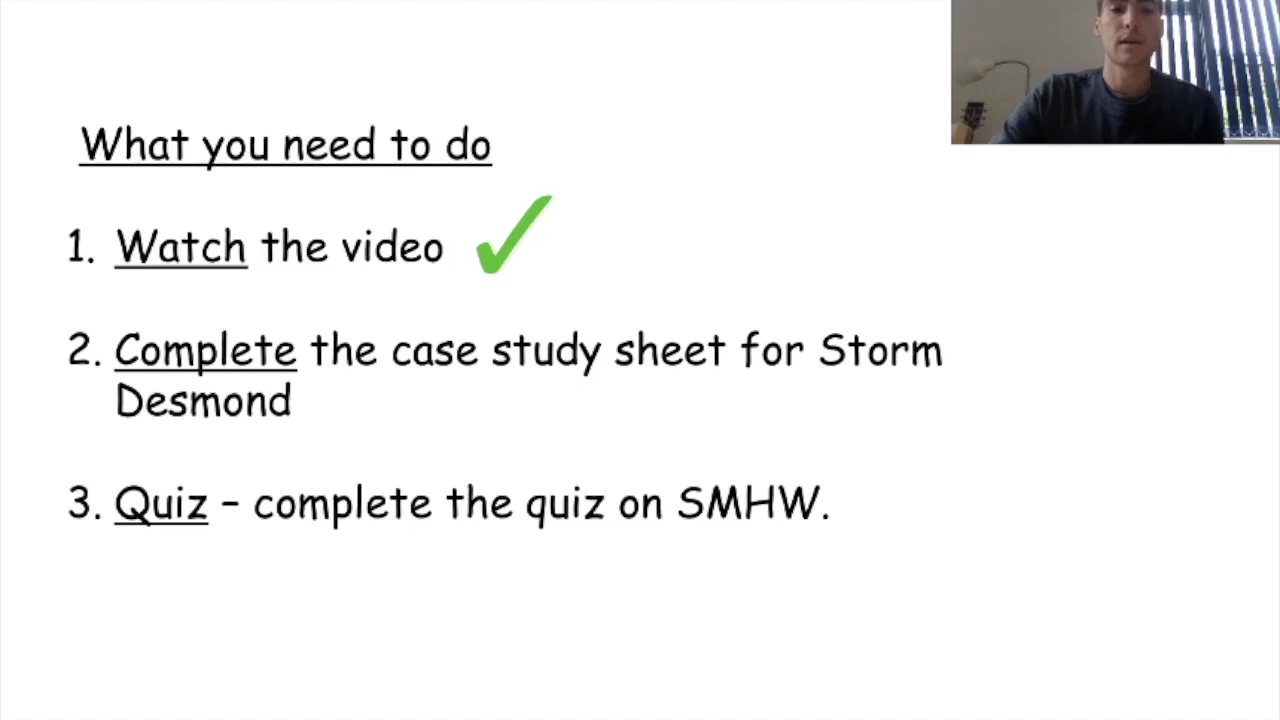 What you need to do
1. Watch the video
2. Complete the case study sheet for Storm
Desmond
3. Quiz – complete the quiz on SMHW.